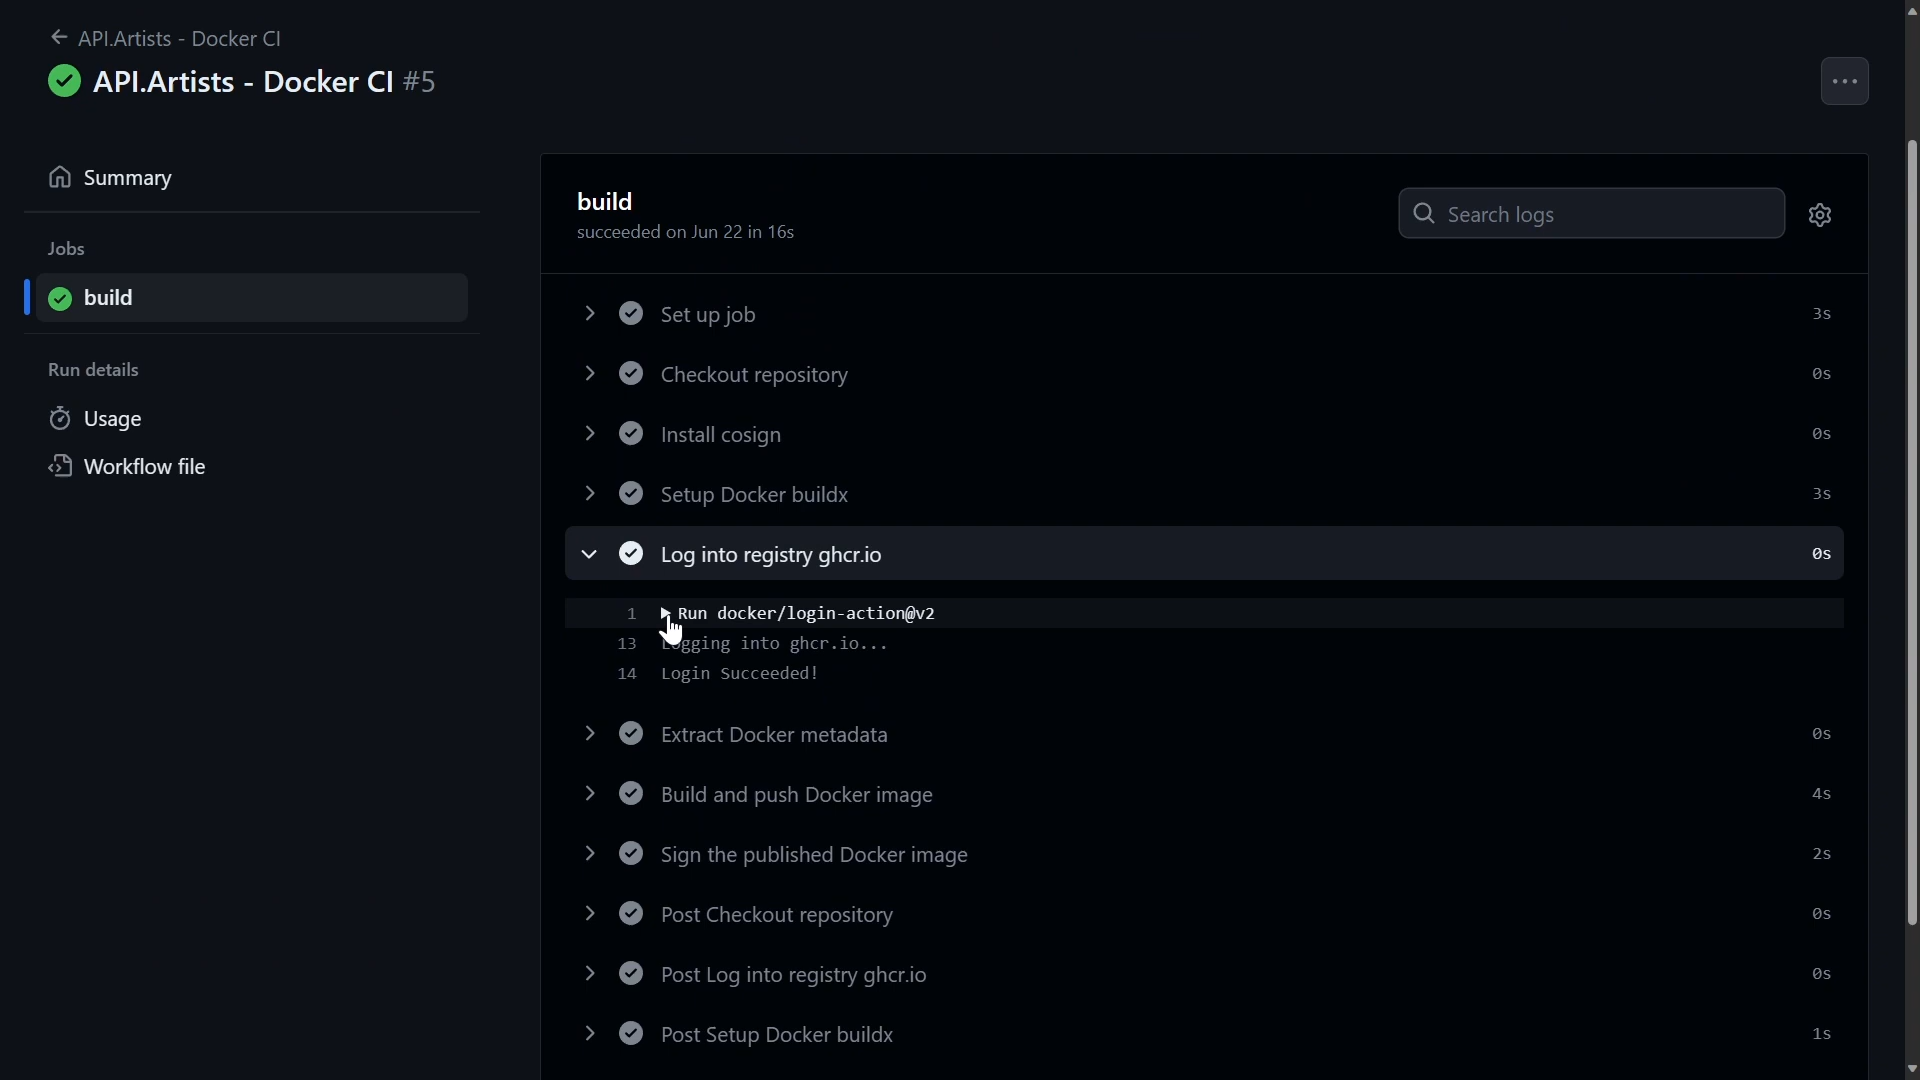 API.Artists - Docker CI
API.Artists - Docker CI #5
Summary
Jobs
build
Run details
Usage
Workflow file
build
succeeded on Jun 22 in 16s
Search logs
Set up job 3s
Checkout repository 0s
Install cosign 0s
Setup Docker buildx 3s
Log into registry ghcr.io 0s
1 Run docker/login-action@v2
13 Logging into ghcr.io...
14 Login Succeeded!
Extract Docker metadata 0s
Build and push Docker image 4s
Sign the published Docker image 2s
Post Checkout repository 0s
Post Log into registry ghcr.io 0s
Post Setup Docker buildx 1s